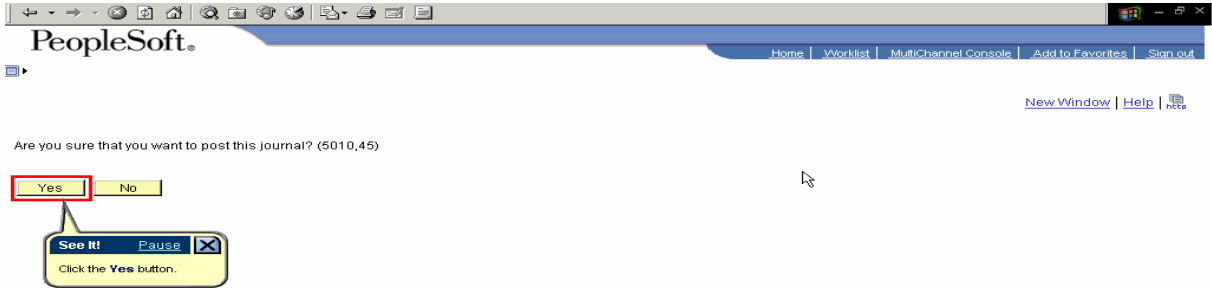 PeopleSoft.
Home | Worklist | MultiChannel Console | Add to Favorites | Sign out
New Window | Help | http
Are you sure that you want to post this journal? (5010,45)
Yes No
See It! Pause X
Click the Yes button.